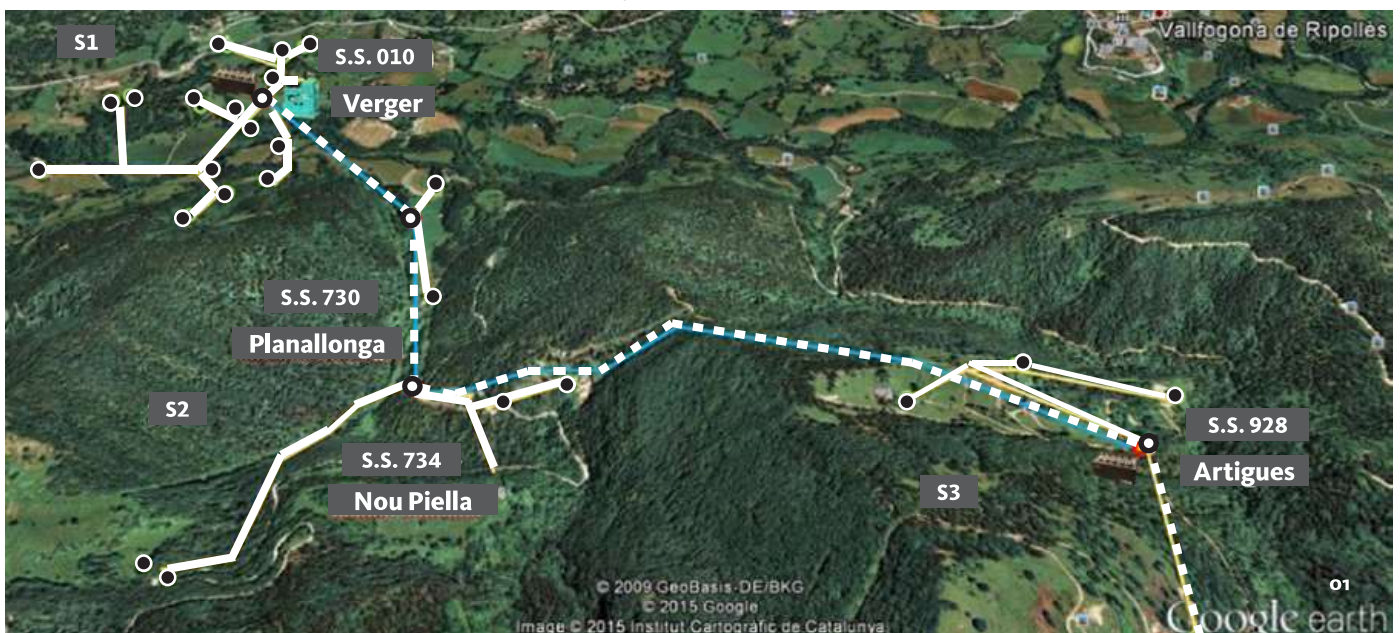 S1
S.S. 010
Verger
Vallfogona de Ripollès
S.S. 730
Planallonga
S2
S.S. 734
Nou Piella
S.S. 928
Artigues
S3
01
© 2009 GeoBasis-DE/BKG
© 2015 Google
Image © 2015 Institut Cartogràfic de Catalunya
Google earth